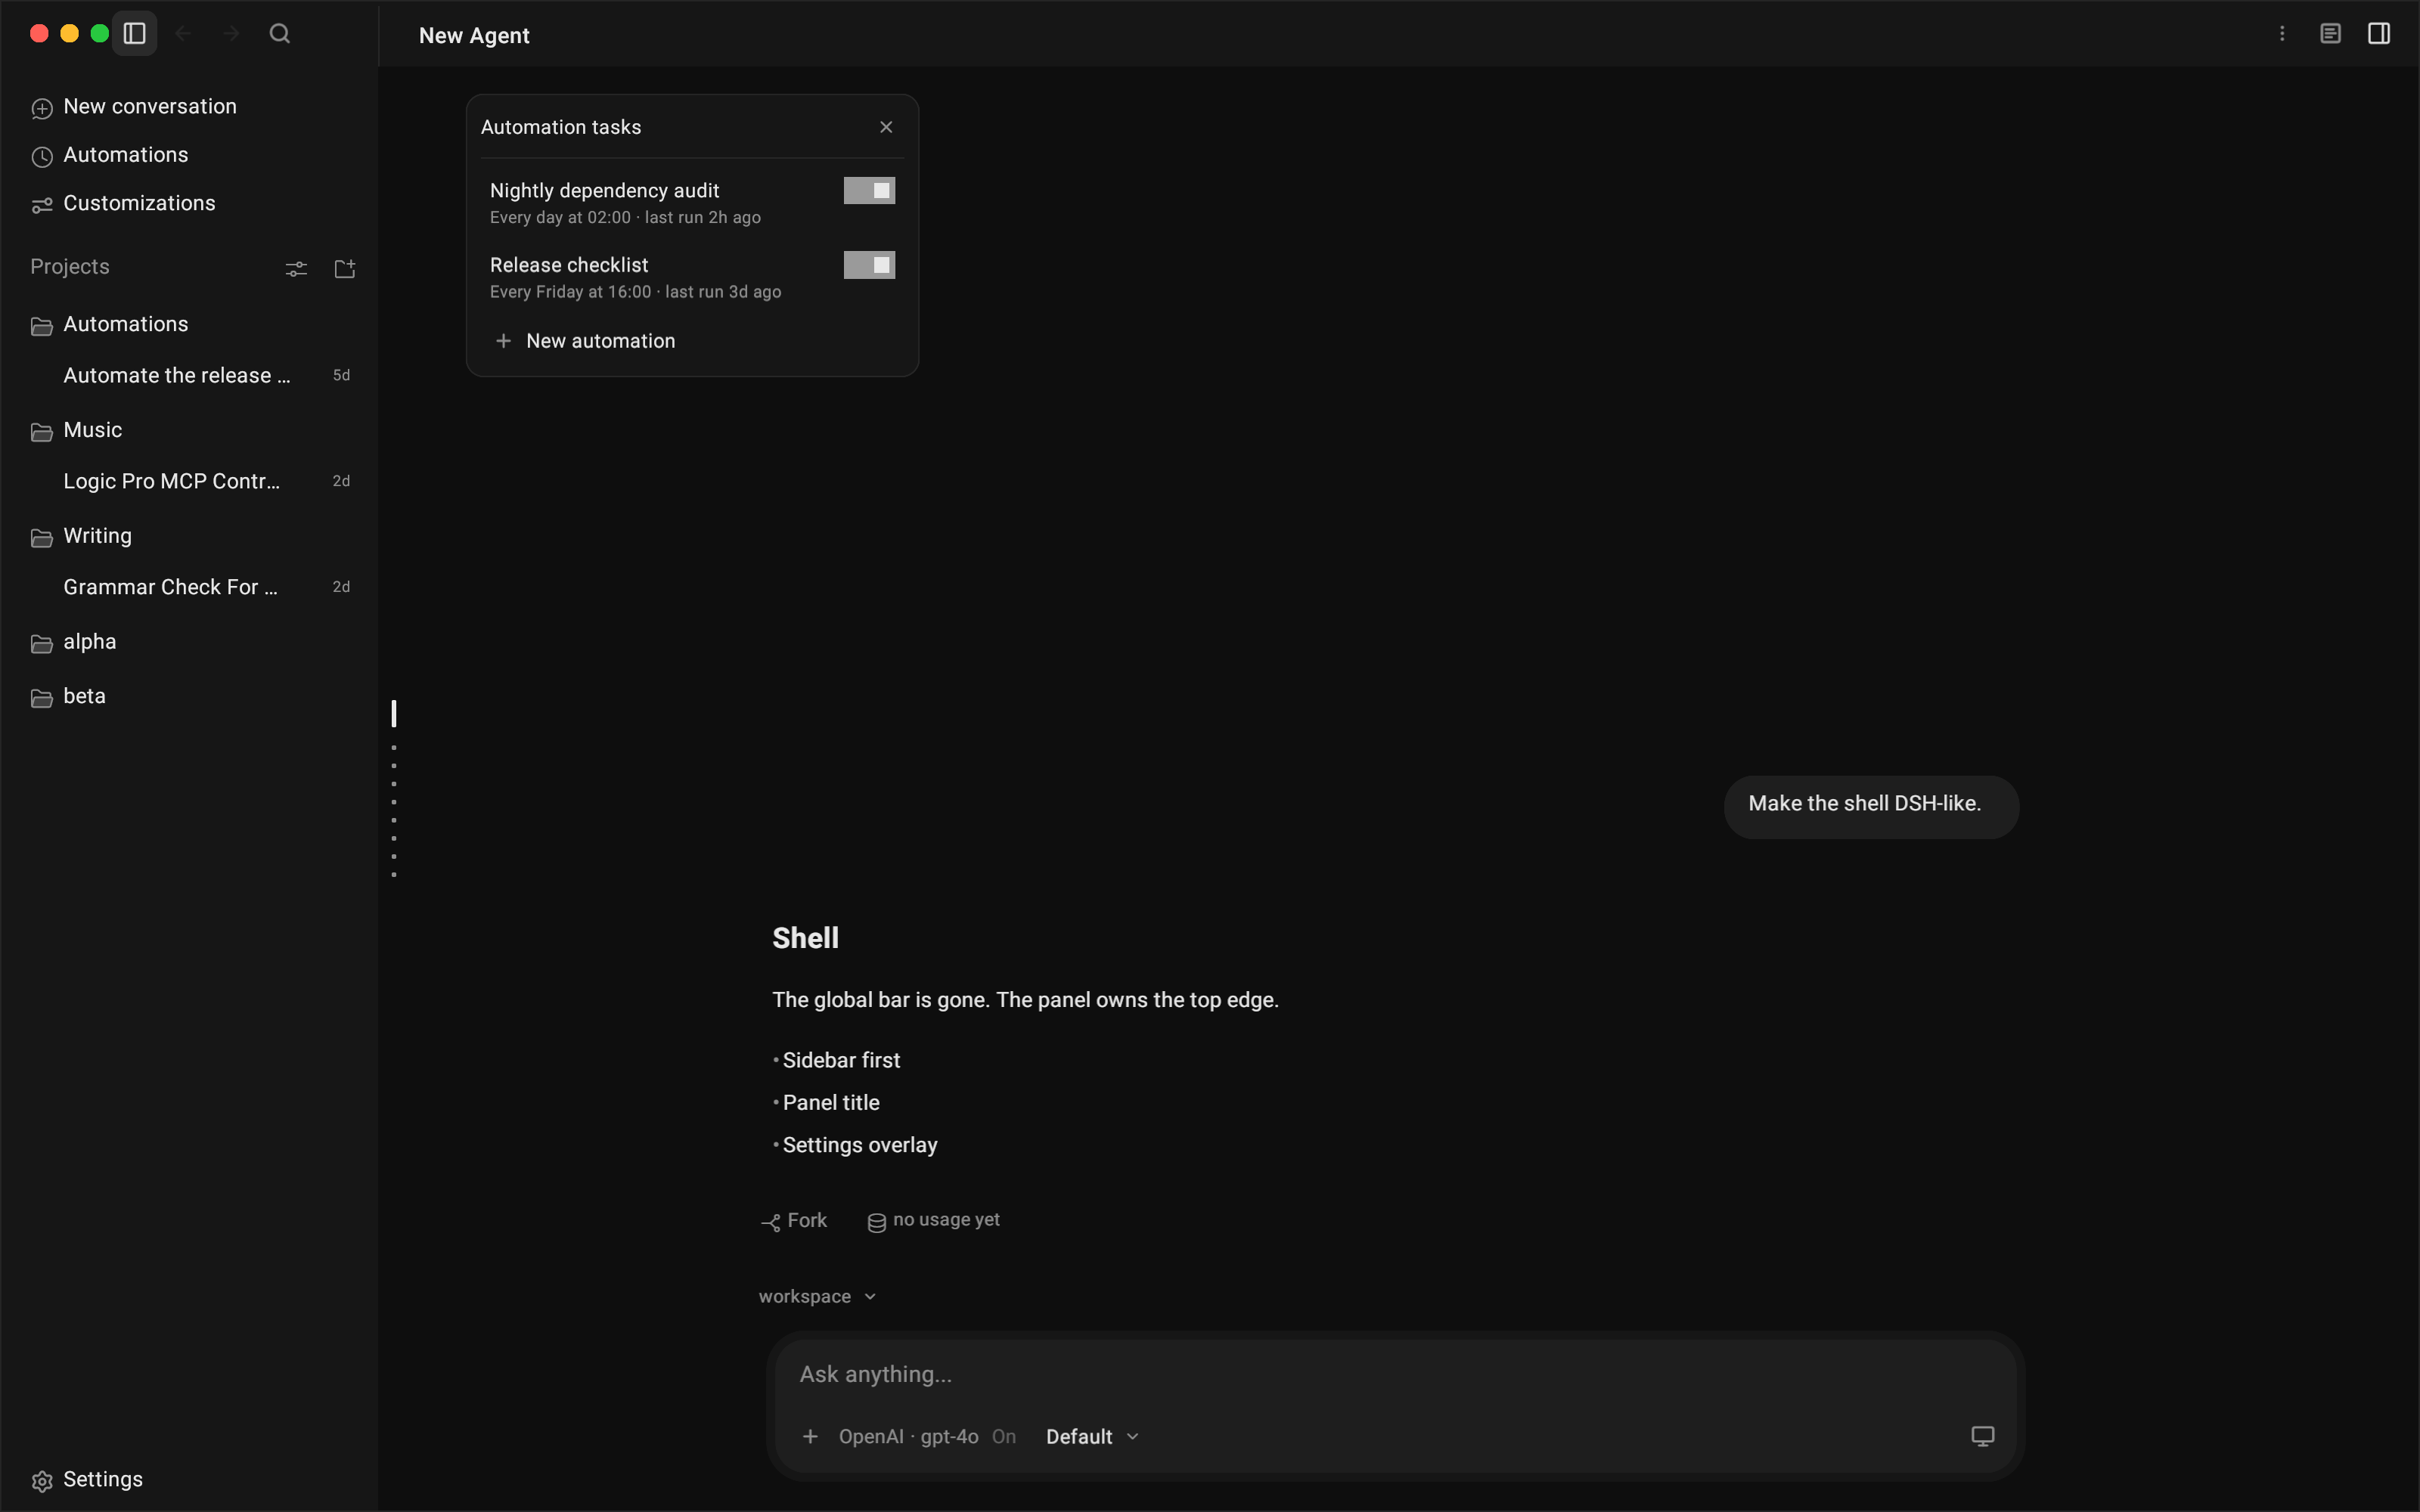 New Agent
New conversation
Automations
Customizations
Projects
Automations
Automate the release ... 5d
Music
Logic Pro MCP Contr... 2d
Writing
Grammar Check For ... 2d
alpha
beta
Settings
Automation tasks
Nightly dependency audit
Every day at 02:00 · last run 2h ago
Release checklist
Every Friday at 16:00 · last run 3d ago
New automation
Make the shell DSH-like.
Shell
The global bar is gone. The panel owns the top edge.
• Sidebar first
• Panel title
• Settings overlay
Fork no usage yet
workspace
Ask anything...
OpenAI · gpt-4o On Default